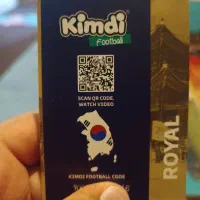 Kimdi
Football
SCAN QR CODE,
WATCH VIDEO
KIMDI FOOTBALL CODE
ROYAL